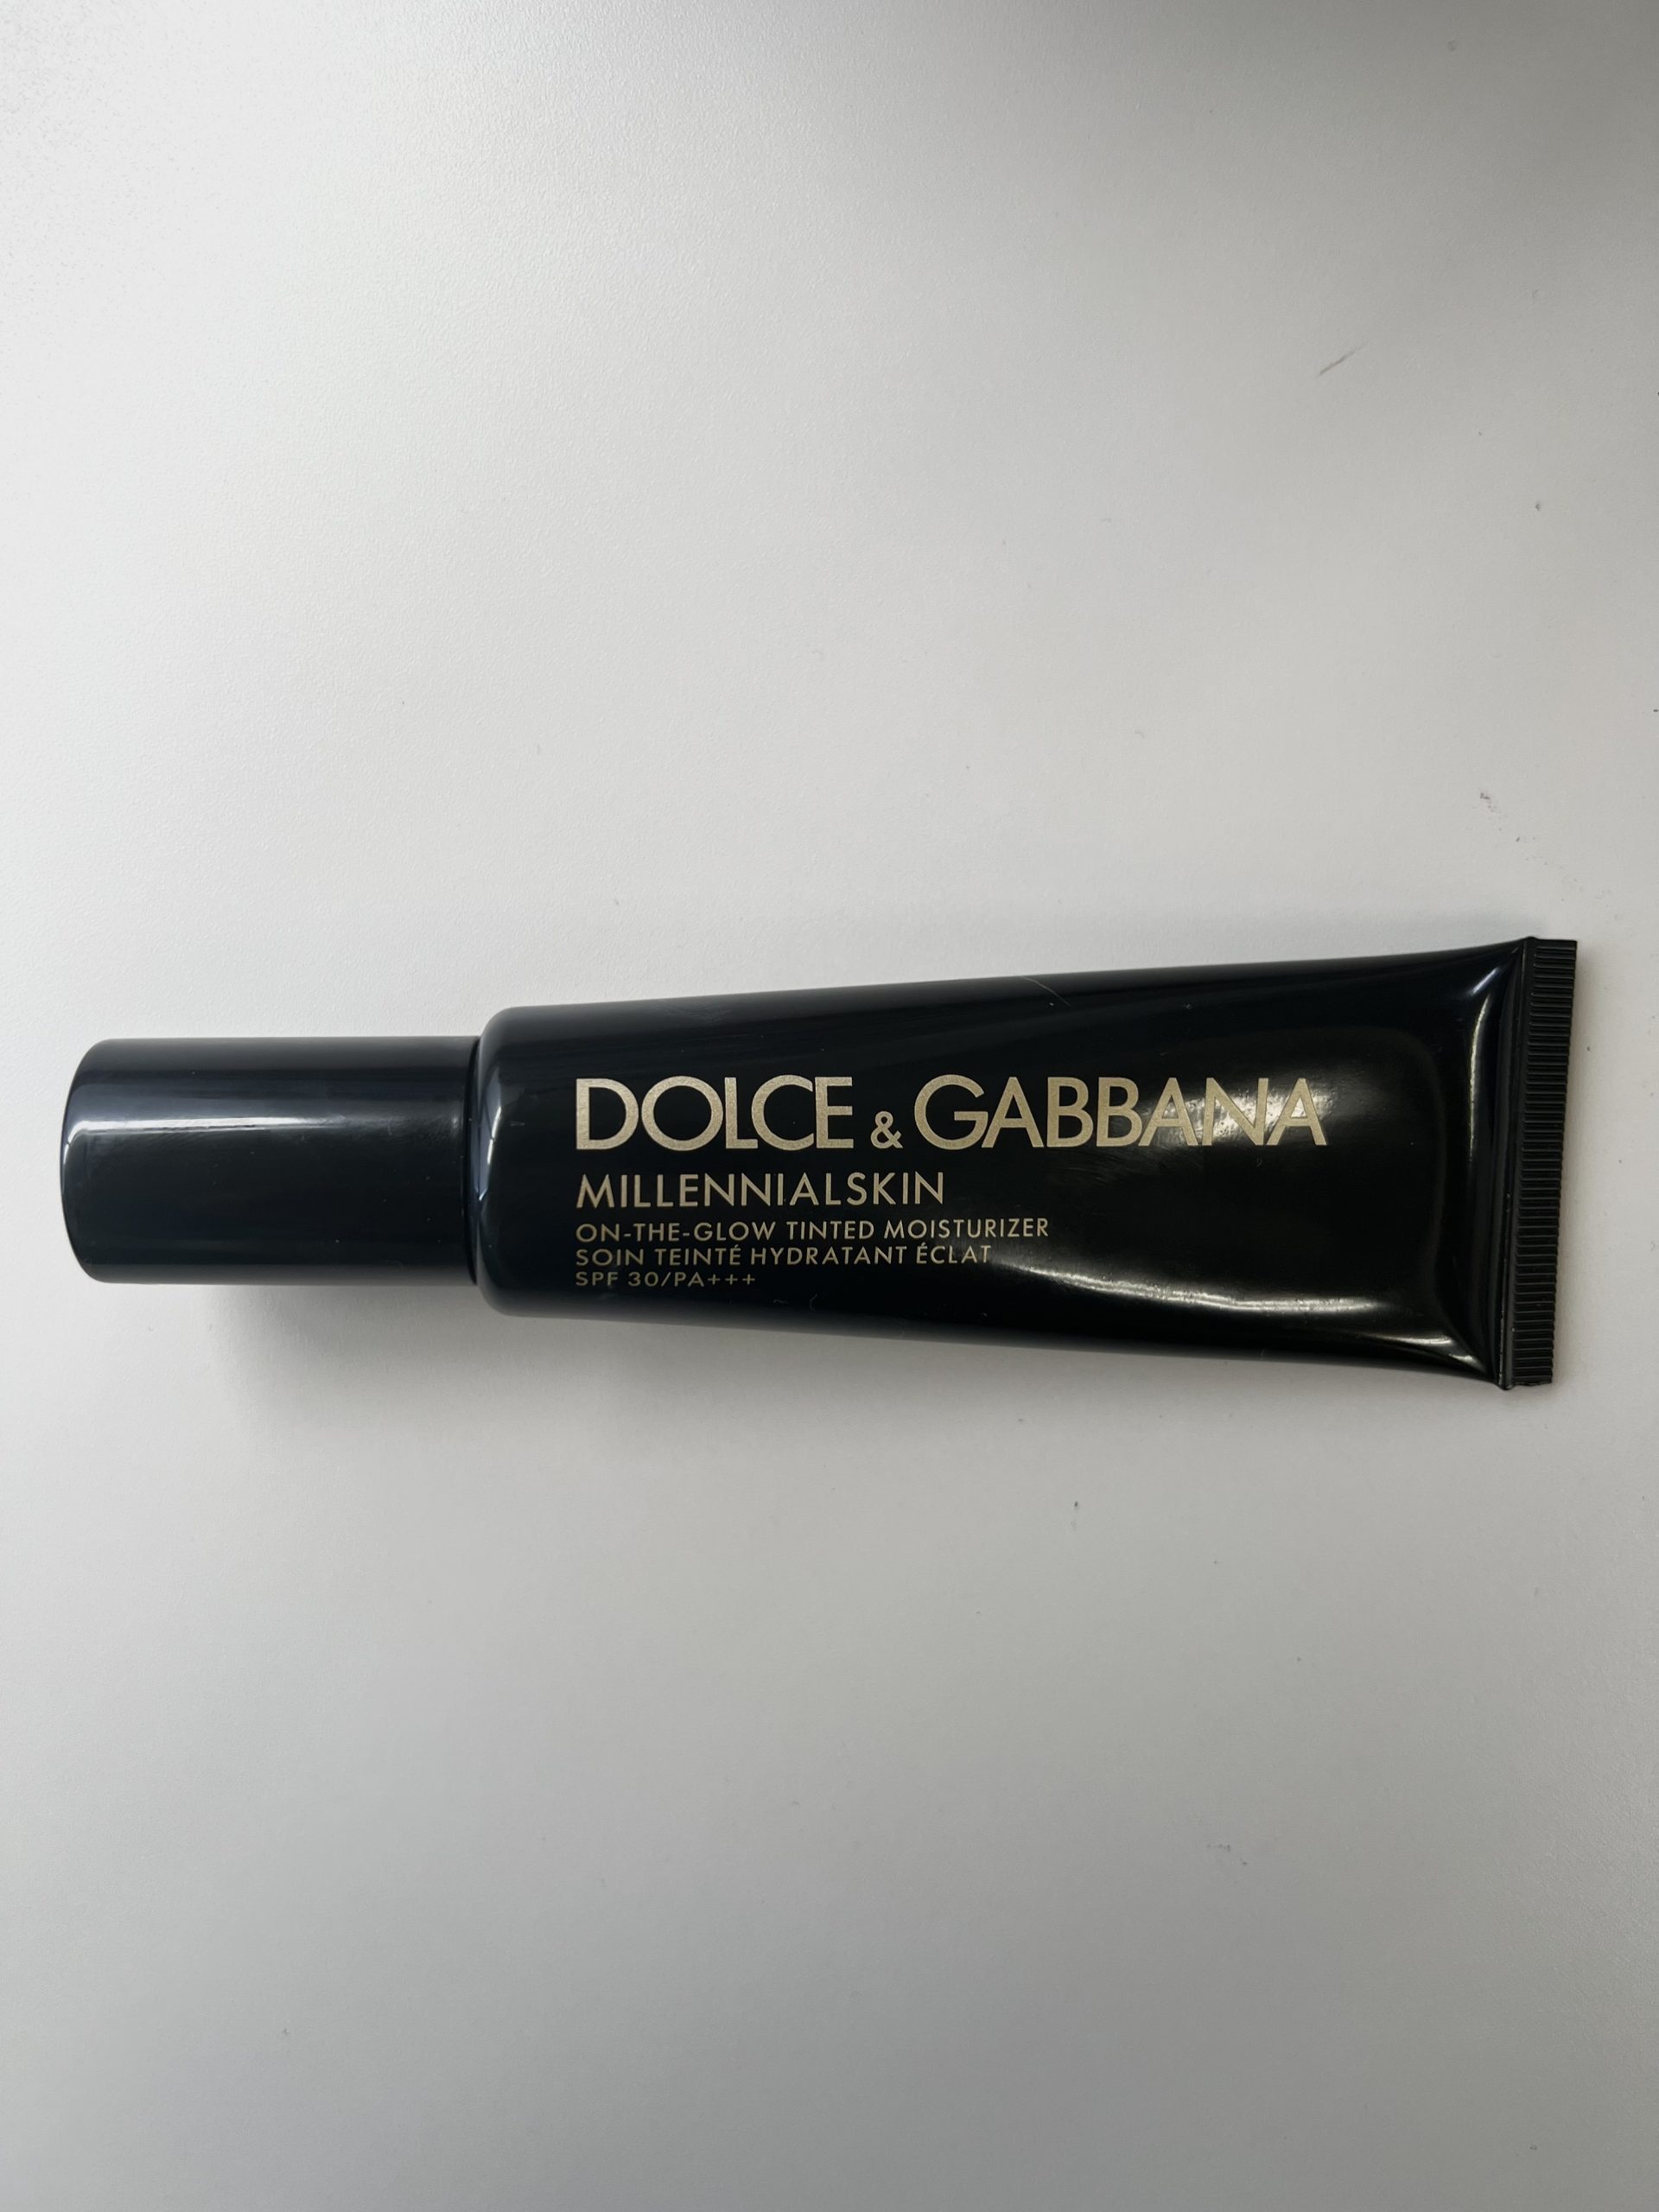 DOLCE & GABBANA
MILLENNIALSKIN
ON-THE-GLOW TINTED MOISTURIZER
SOIN TEINTÉ HYDRATANT ÉCLAT
SPF 30/PA+++